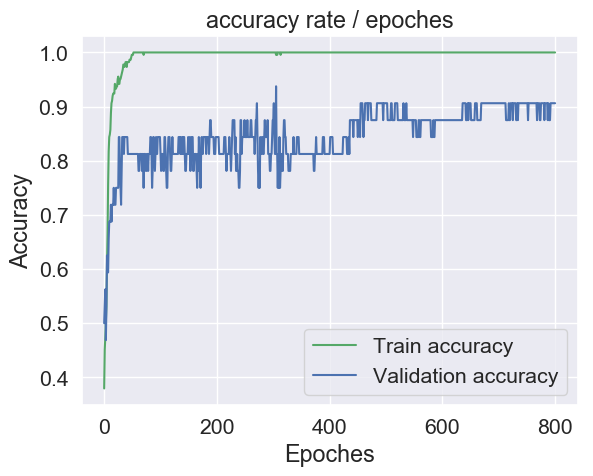 accuracy rate / epoches
1.0
0.9
0.8
0.7
0.6
0.5
0.4
Accuracy
Train accuracy
Validation accuracy
0
200
400
600
800
Epoches